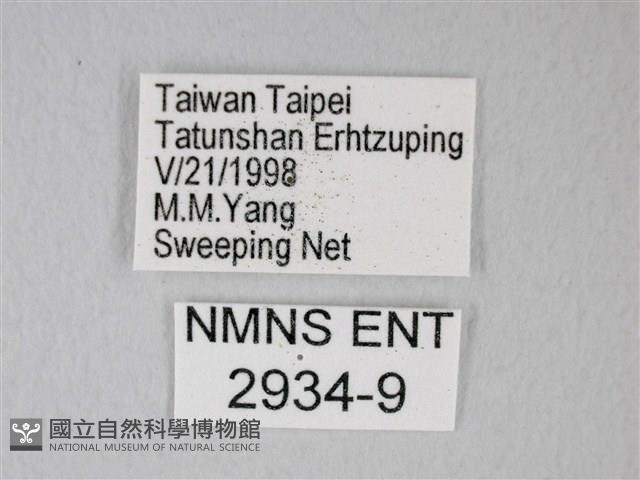 Taiwan Taipei
Tatunshan Erhtzuping
V/21/1998
M.M.Yang
Sweeping Net
NMNS ENT
2934-9
國立自然科學博物館
NATIONAL MUSEUM OF NATURAL SCIENCE